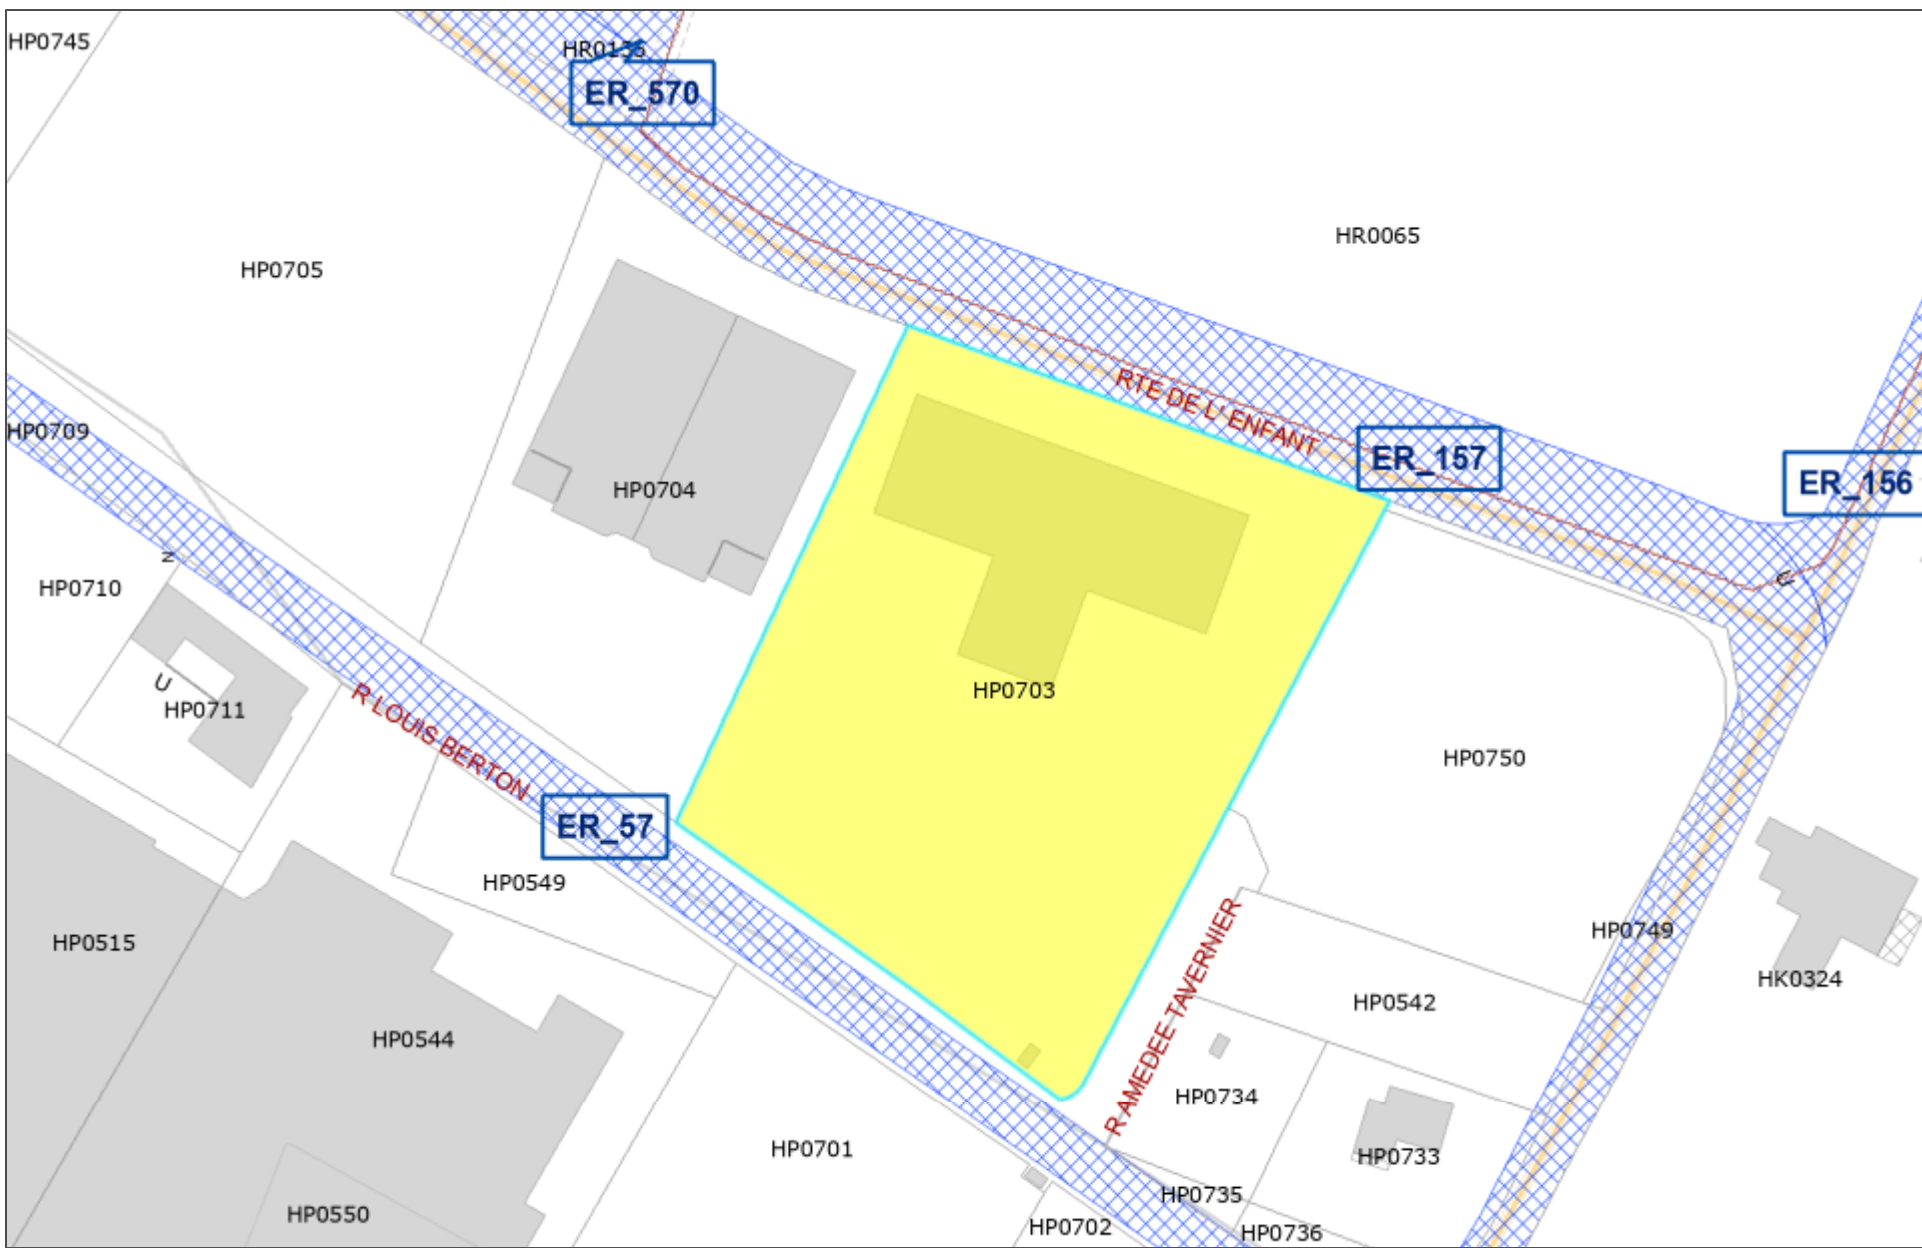 HP0745
ER_570
HR0065
HP0705
RTE DE L' ENFANT
ER_157
HP0709
ER_156
HP0704
HP0710
HP0703
HP0711
R LOUIS BERTON
HP0750
ER_57
HP0549
HP0749
HP0515
R AMEDEE TAVERNIER
HK0324
HP0542
HP0544
HP0734
HP0701
HP0733
HP0735
HP0550
HP0702
HP0736